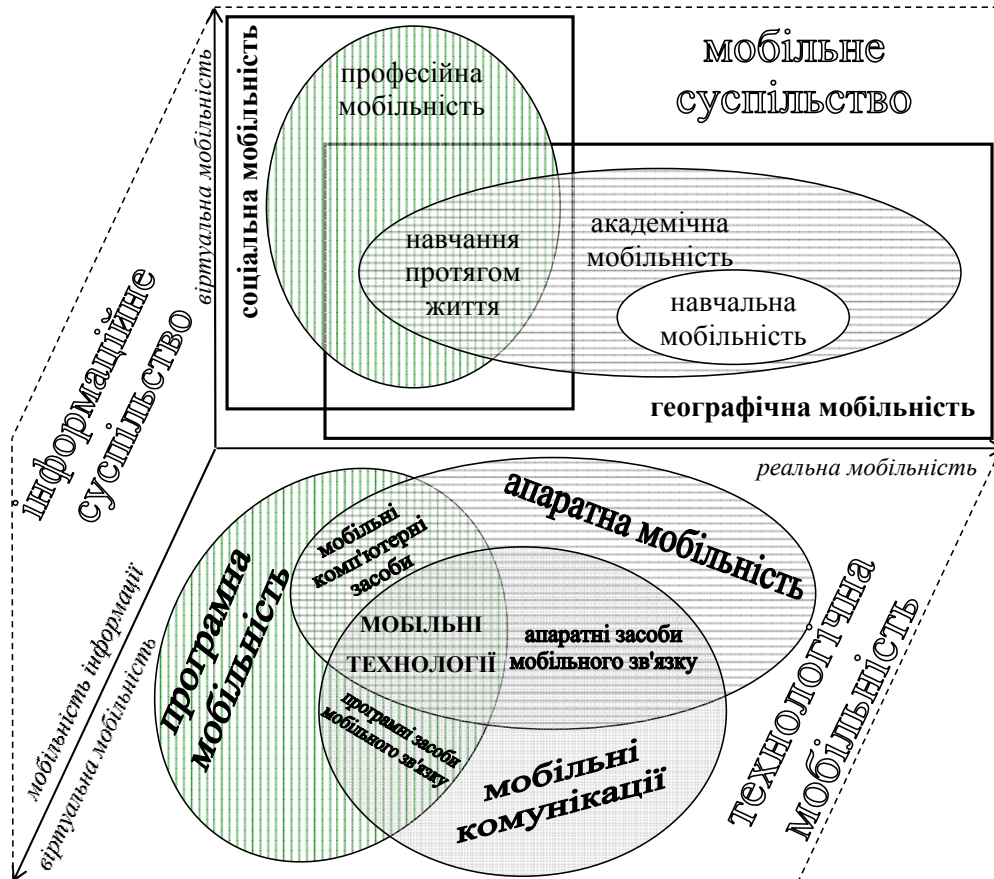 мобільне
суспільство
віртуальна мобільність
соціальна мобільність
професійна
мобільність
навчання
протягом
життя
академічна
мобільність
навчальна
мобільність
географічна мобільність
реальна мобільність
інформаційне
суспільство
мобільність інформації
віртуальна мобільність
програмна
мобільність
мобільні
комп'ютерні
засоби
апаратна мобільність
МОБІЛЬНІ
ТЕХНОЛОГІЇ
апаратні засоби
мобільного зв'язку
програмні засоби
мобільного зв'язку
мобільні
комунікації
технологічна
мобільність